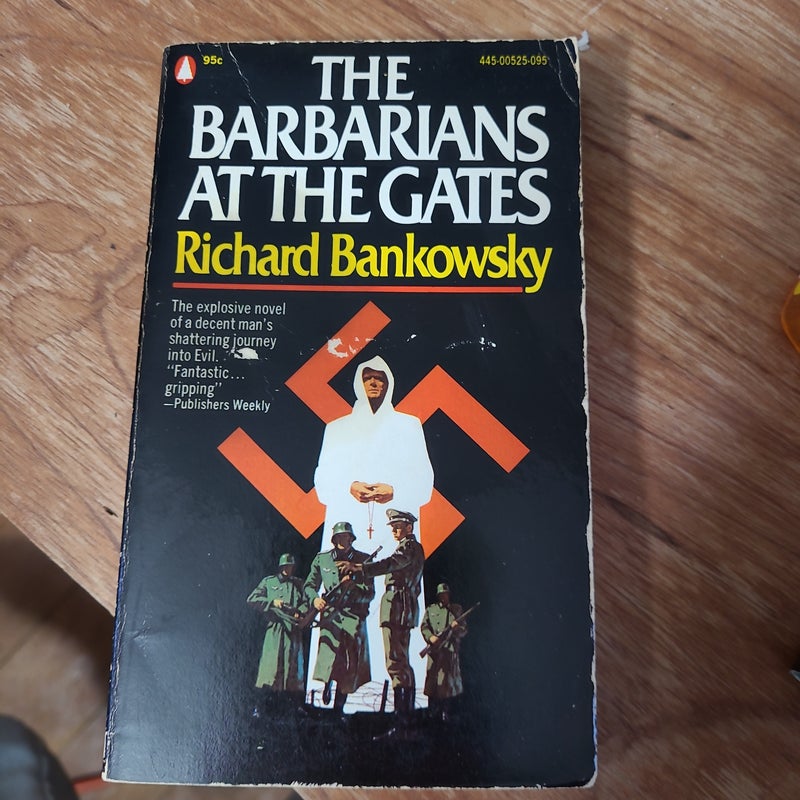 95c
445-00525-095
THE
BARBARIANS
AT THE GATES
Richard Bankowsky
The explosive novel
of a decent man's
shattering journey
into Evil.
"Fantastic...
gripping"
—Publishers Weekly